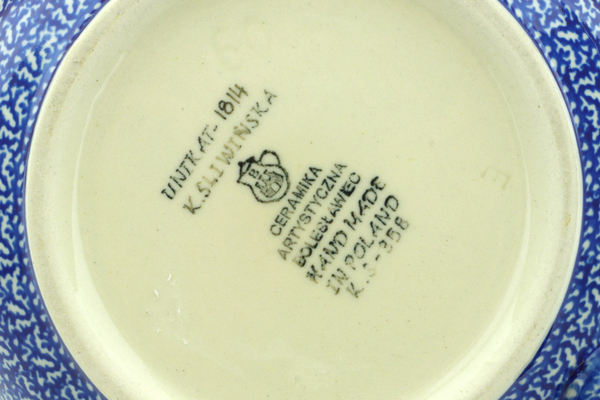 UNIKAT-1814
K.ŚLIWIŃSKA
CERAMIKA
ARTYSTYCZNA
BOLESŁAWIEC
HAND MADE
IN POLAND